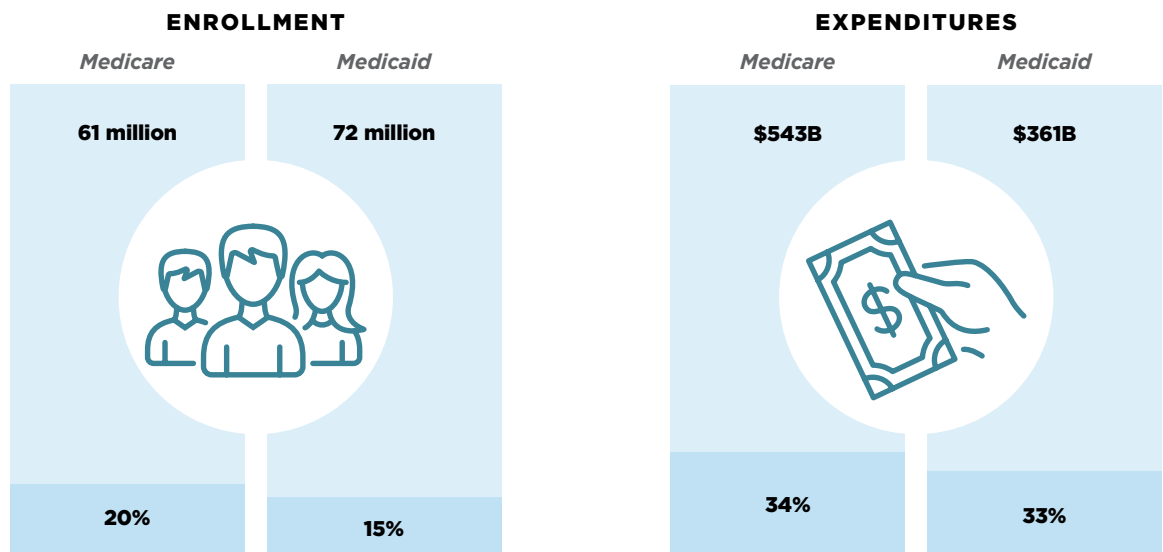 ENROLLMENT
Medicare Medicaid
61 million 72 million
20% 15%
EXPENDITURES
Medicare Medicaid
$543B $361B
$
34% 33%